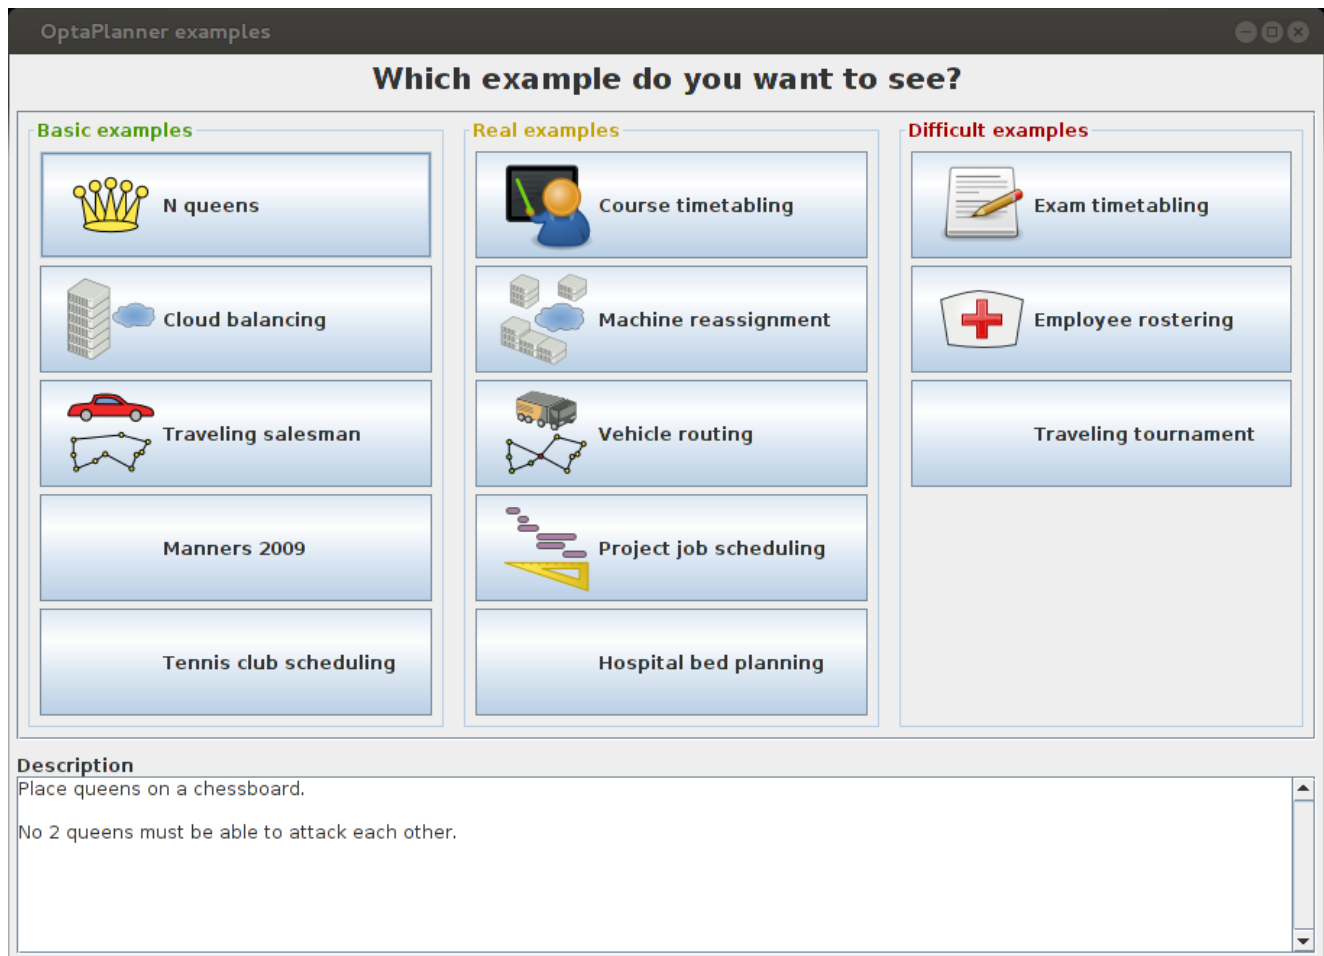 OptaPlanner examples
Which example do you want to see?
Basic examples
N queens
Cloud balancing
Traveling salesman
Manners 2009
Tennis club scheduling
Real examples
Course timetabling
Machine reassignment
Vehicle routing
Project job scheduling
Hospital bed planning
Difficult examples
Exam timetabling
Employee rostering
Traveling tournament
Description
Place queens on a chessboard.
No 2 queens must be able to attack each other.